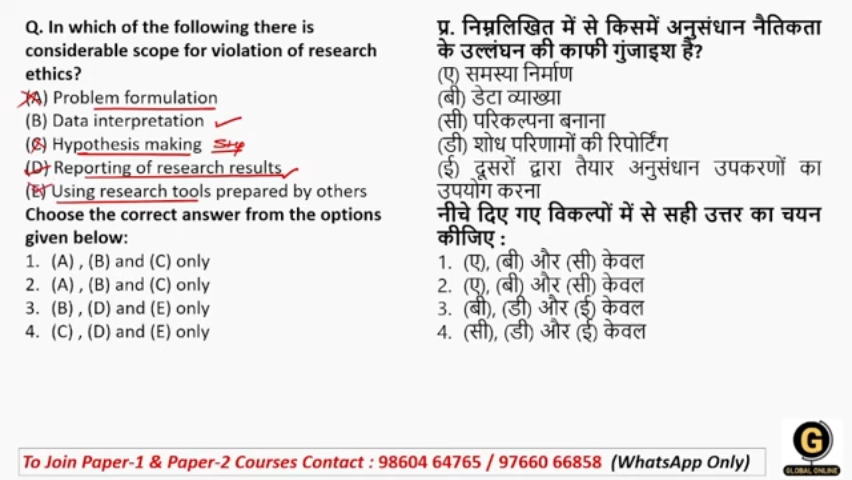 Q. In which of the following there is
considerable scope for violation of research
ethics?
(A) Problem formulation
(B) Data interpretation
(C) Hypothesis making
(D) Reporting of research results
(E) Using research tools prepared by others
Choose the correct answer from the options
given below:
1. (A) , (B) and (C) only
2. (A) , (B) and (C) only
3. (B) , (D) and (E) only
4. (C) , (D) and (E) only
प्र. निम्नलिखित में से किसमें अनुसंधान नैतिकता
के उल्लंघन की काफी गुंजाइश है?
(ए) समस्या निर्माण
(बी) डेटा व्याख्या
(सी) परिकल्पना बनाना
(डी) शोध परिणामों की रिपोर्टिंग
(ई) दूसरों द्वारा तैयार अनुसंधान उपकरणों का
उपयोग करना
नीचे दिए गए विकल्पों में से सही उत्तर का चयन
कीजिए :
1. (ए), (बी) और (सी) केवल
2. (ए), (बी) और (सी) केवल
3. (बी), (डी) और (ई) केवल
4. (सी), (डी) और (ई) केवल
To Join Paper-1 & Paper-2 Courses Contact : 98604 64765 / 97660 66858 (WhatsApp Only)
G
GLOBAL ONLINE